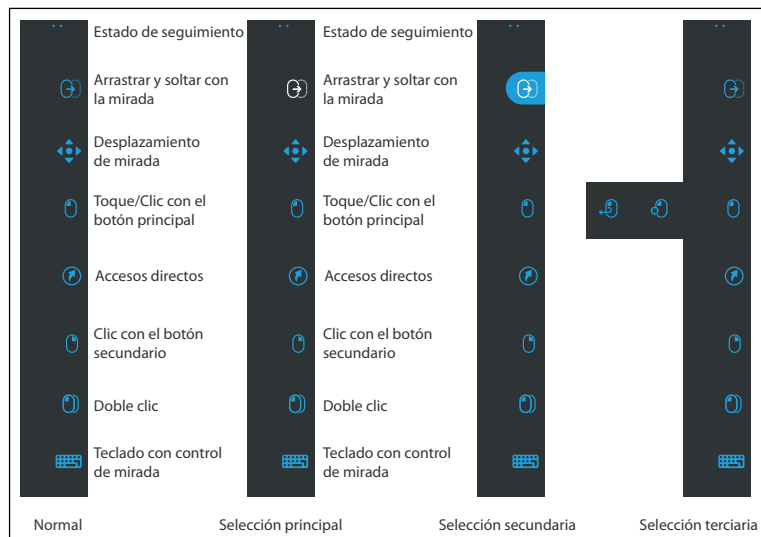 Estado de seguimiento
Arrastrar y soltar con
la mirada
Desplazamiento
de mirada
Toque/Clic con el
botón principal
Accesos directos
Clic con el botón
secundario
Doble clic
Teclado con control
de mirada
Estado de seguimiento
Arrastrar y soltar con
la mirada
Desplazamiento
de mirada
Toque/Clic con el
botón principal
Accesos directos
Clic con el botón
secundario
Doble clic
Teclado con control
de mirada
Normal
Selección principal
Selección secundaria
Selección terciaria